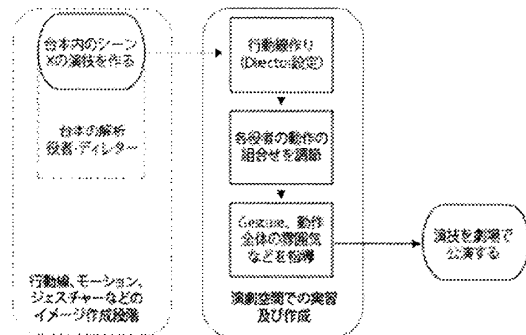 台本内のシーン
Xの演技を作る
台本の解析
役者・ディレター
行動線、モーション、
ジェスチャーなどの
イメージ作成段階
行動線作り
(Director設定)
各役者の動作の
組合せを調節
Gesture、動作
全体の雰囲気
などを指導
演劇空間での実習
及び作成
演技を劇場で
公演する